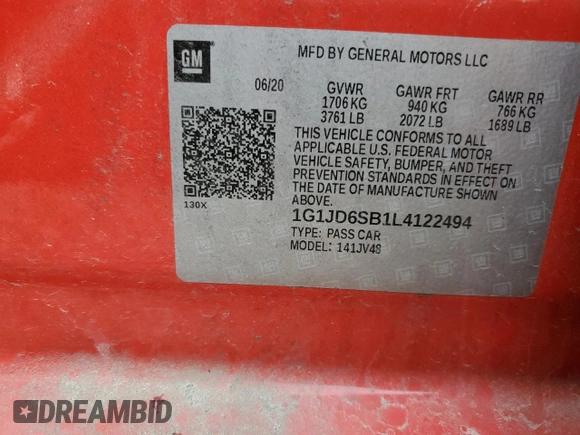 GM
MFD BY GENERAL MOTORS LLC
06/20 GVWR GAWR FRT GAWR RR
1706 KG 940 KG 766 KG
3761 LB 2072 LB 1689 LB
THIS VEHICLE CONFORMS TO ALL
APPLICABLE U.S. FEDERAL MOTOR
VEHICLE SAFETY, BUMPER, AND THEFT
PREVENTION STANDARDS IN EFFECT ON
THE DATE OF MANUFACTURE SHOWN
ABOVE.
130X
1G1JD6SB1L4122494
TYPE: PASS CAR
MODEL: 141JV48
DREAMBID